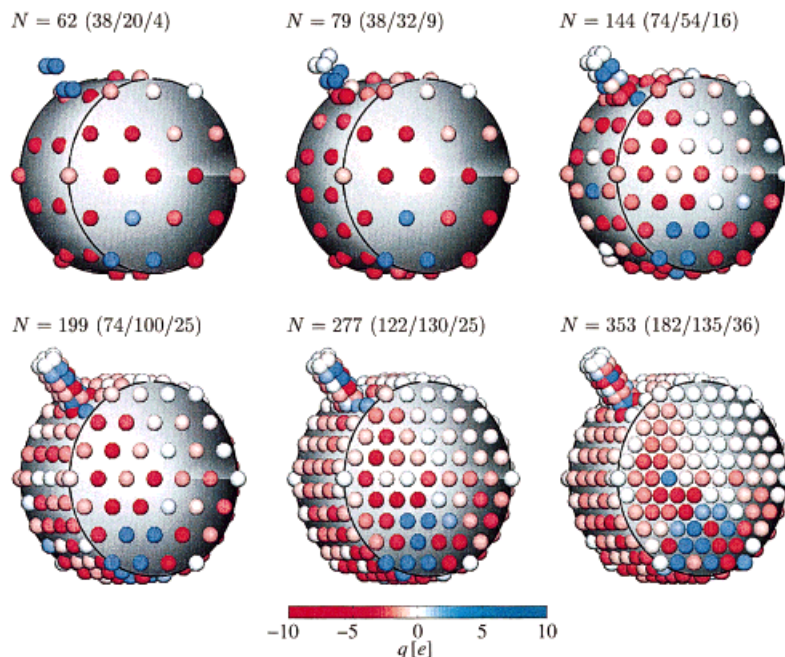 N = 62 (38/20/4)
N = 79 (38/32/9)
N = 144 (74/54/16)
N = 199 (74/100/25)
N = 277 (122/130/25)
N = 353 (182/135/36)
−10 −5 0 5 10
q [e]